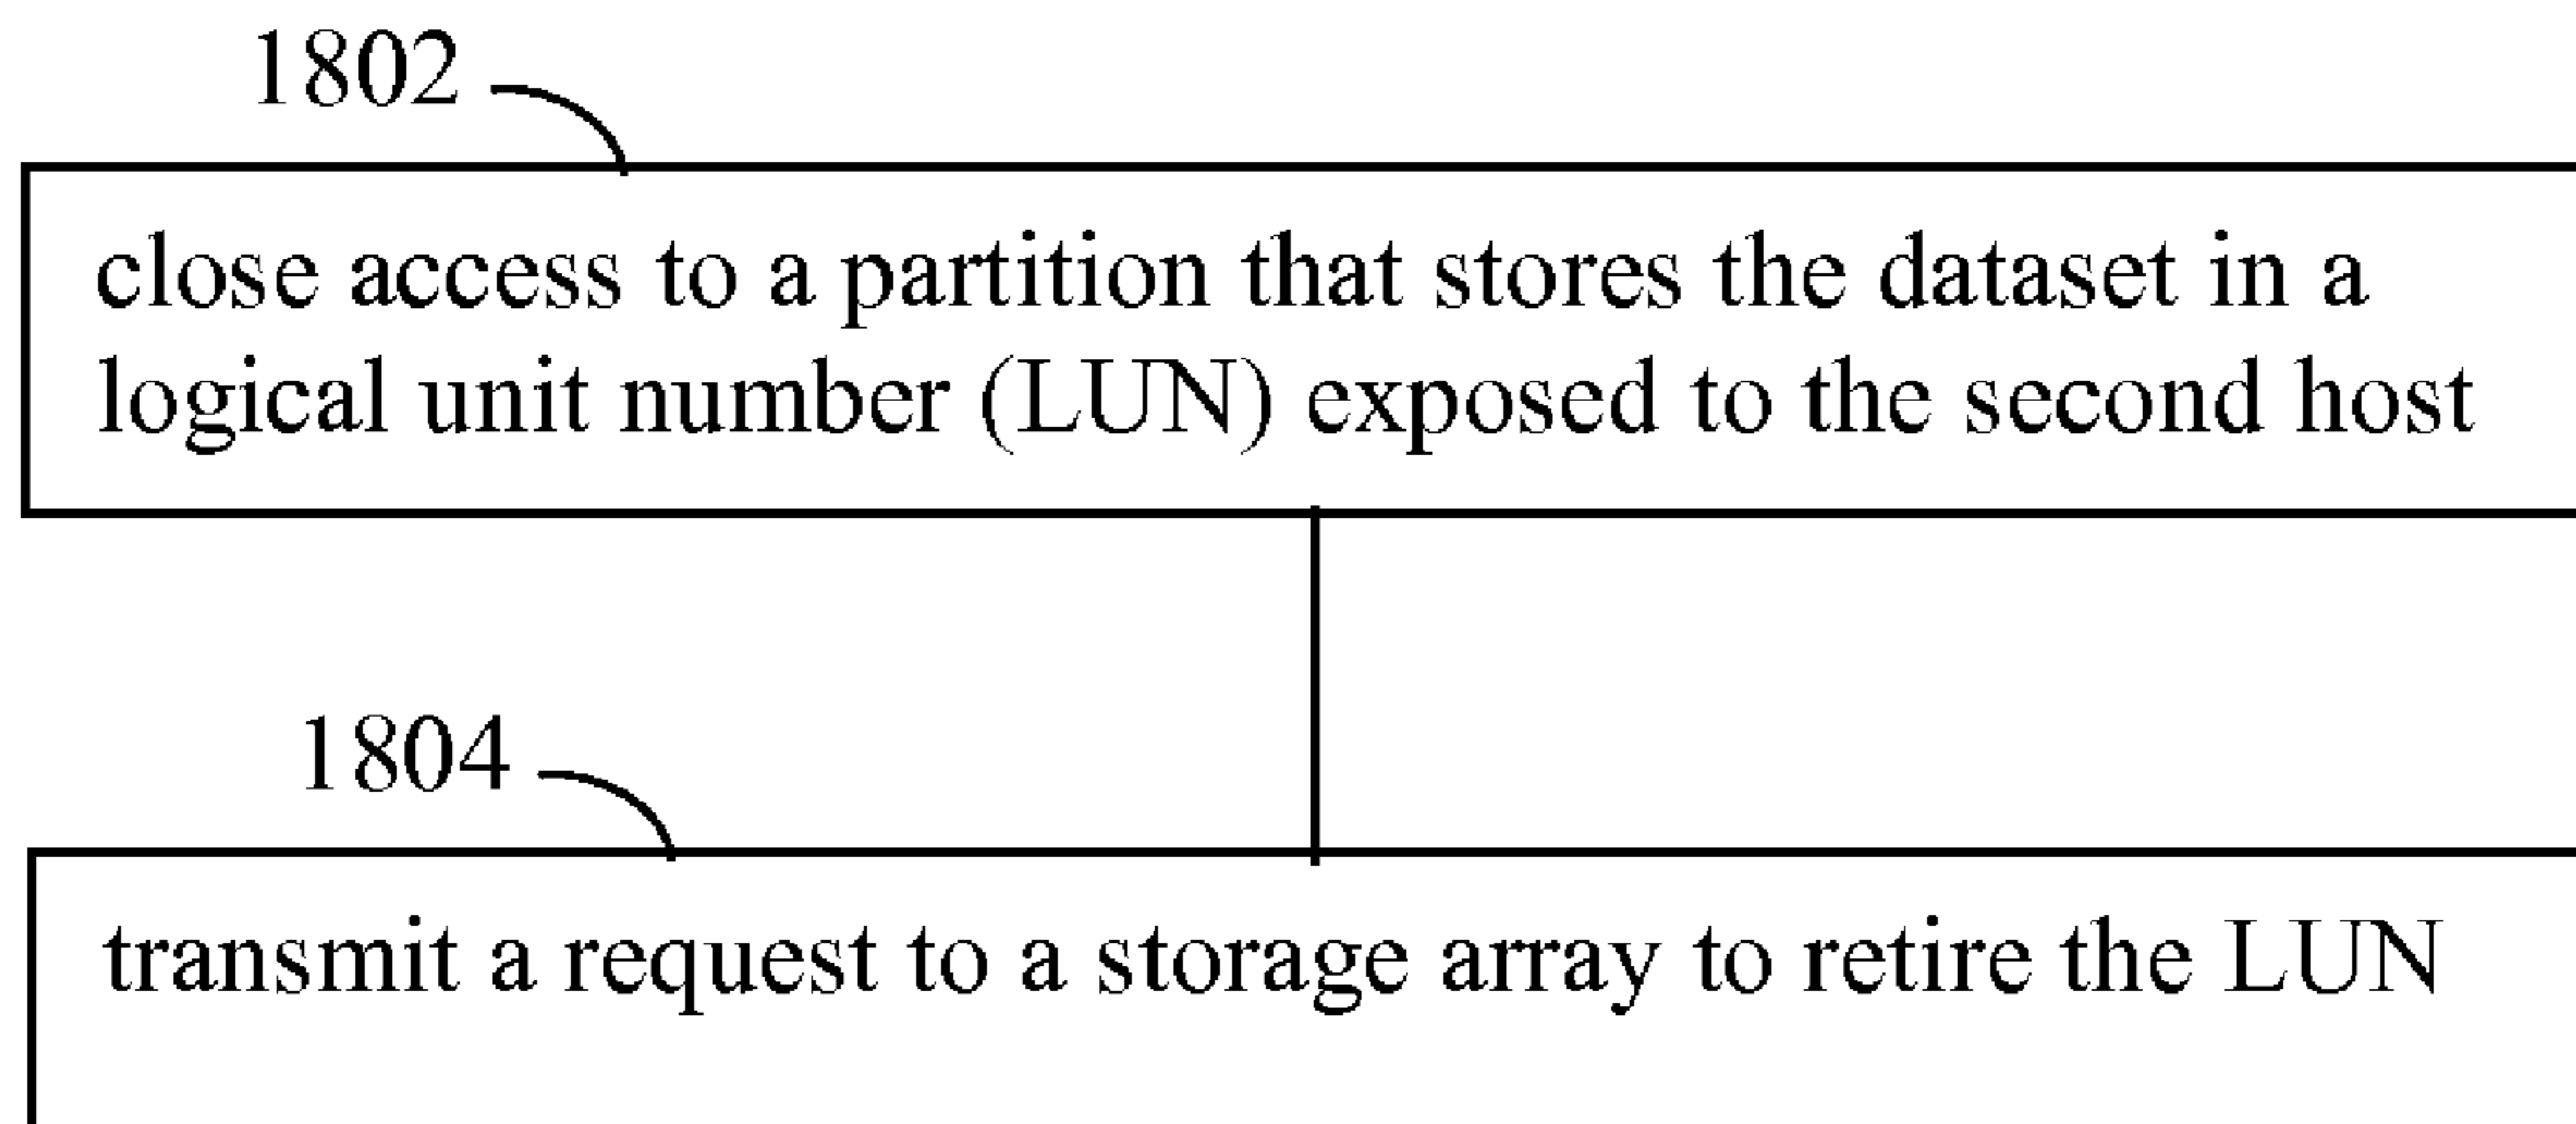 1802
close access to a partition that stores the dataset in a
logical unit number (LUN) exposed to the second host
1804
transmit a request to a storage array to retire the LUN